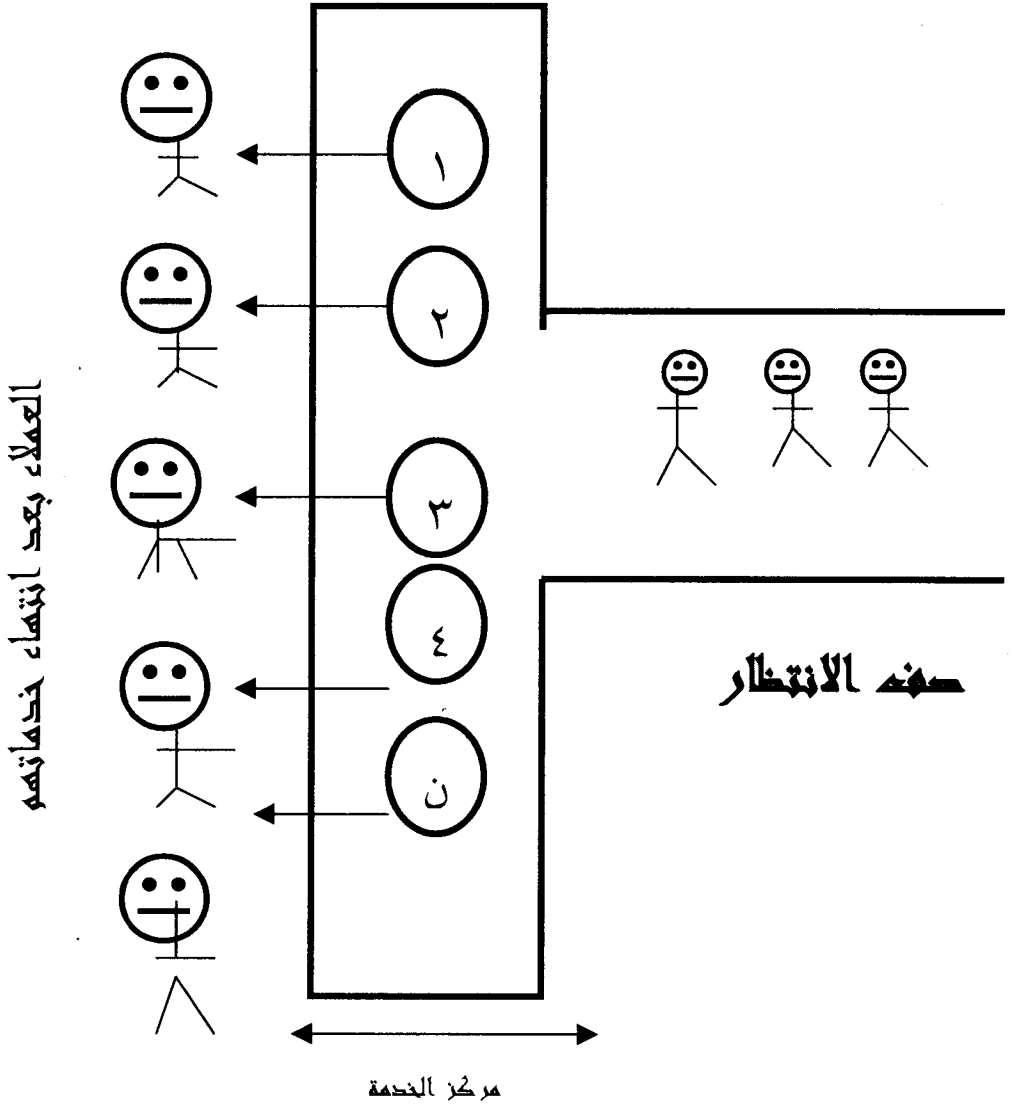 ١
٢
٣
٤
ن
صف الانتظار
العملاء بعد انتهاء خدماتهم
مركز الخدمة